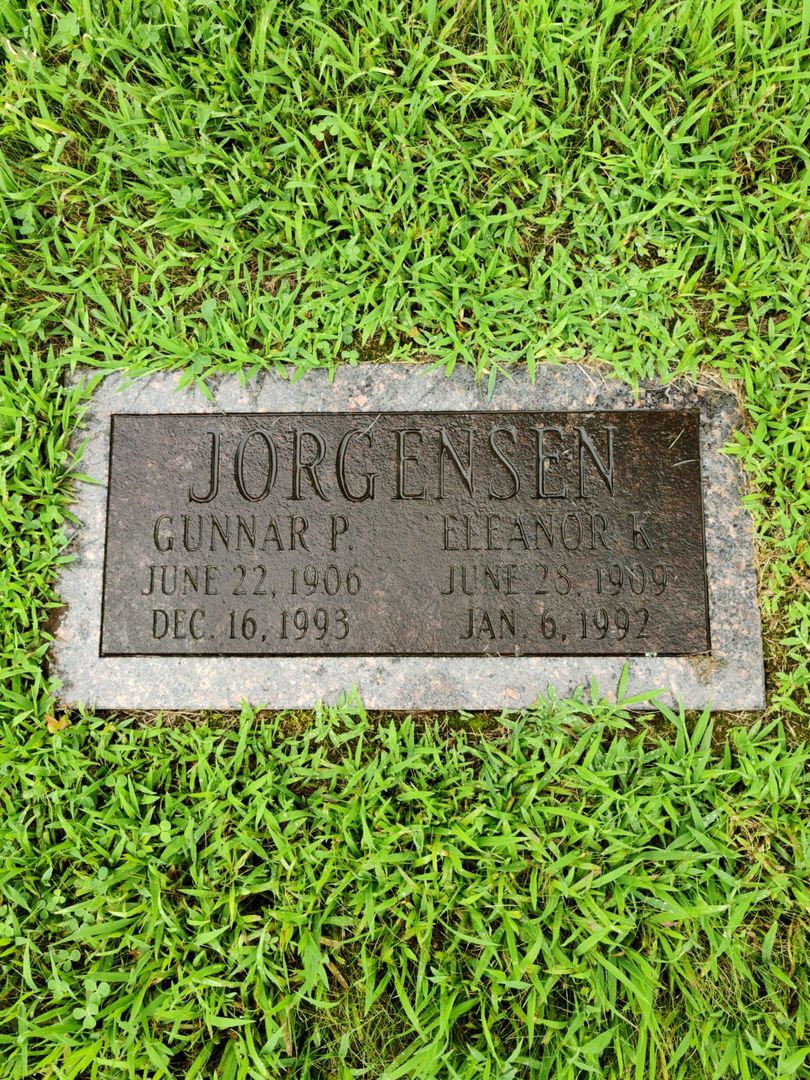 JORGENSEN
GUNNAR P. ELEANOR K.
JUNE 22, 1906 JUNE 28, 1909
DEC. 16, 1993 JAN. 6, 1992